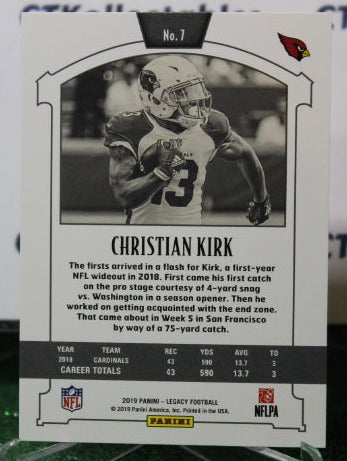 No. 7
CHRISTIAN KIRK
The firsts arrived in a flash for Kirk, a first-year
NFL wideout in 2018. First came his first catch
on the pro stage courtesy of 4-yard snag
vs. Washington in a season opener. Then he
worked on getting acquainted with the end zone.
That came about in Week 5 in San Francisco
by way of a 75-yard catch.
YEAR TEAM REC YDS AVG TD
2018 CARDINALS 43 590 13.7 3
CAREER TOTALS 43 590 13.7 3
2019 PANINI – LEGACY FOOTBALL
© 2019 Panini America, Inc. Printed in the USA.
NFL
PANINI
NFLPA
13